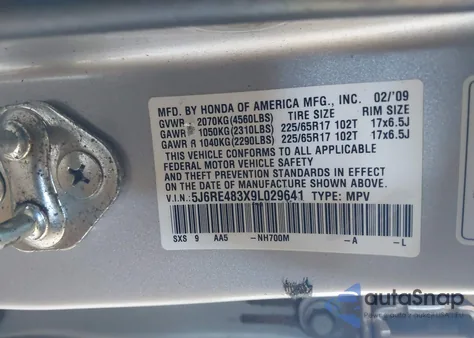 MFD. BY HONDA OF AMERICA MFG., INC. 02/'09
GVWR 2070KG(4560LBS) TIRE SIZE RIM SIZE
GAWR F 1050KG(2310LBS) 225/65R17 102T 17x6.5J
GAWR R 1040KG(2290LBS) 225/65R17 102T 17x6.5J
THIS VEHICLE CONFORMS TO ALL APPLICABLE
FEDERAL MOTOR VEHICLE SAFETY
AND THEFT PREVENTION STANDARDS IN
EFFECT ON THE DATE OF MANUFACTURE
SHOWN ABOVE.
V.I.N.: 5J6RE483X9L029641 TYPE: MPV
SXS 9 AA5 -NH700M -A -L
autoSnap